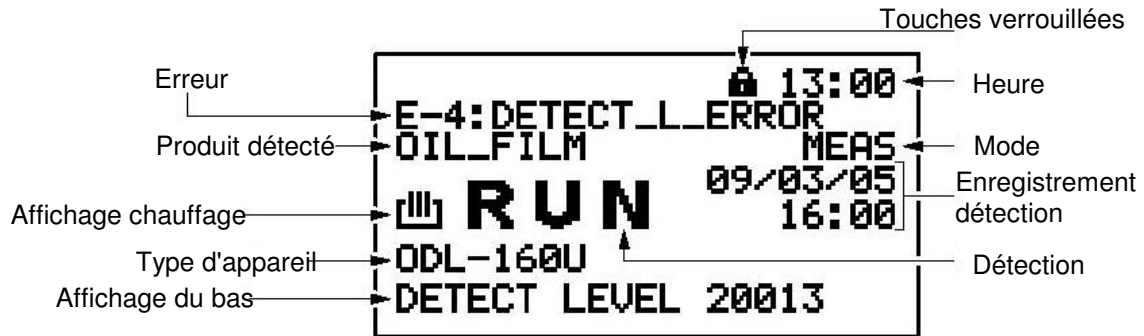 Touches verrouillées
Erreur
13:00
Heure
E-4:DETECT_L_ERROR
Produit détecté
OIL_FILM
MEAS
Mode
Affichage chauffage
RUN
09/03/05
16:00
Enregistrement
détection
Type d'appareil
ODL-160U
Détection
Affichage du bas
DETECT LEVEL 20013